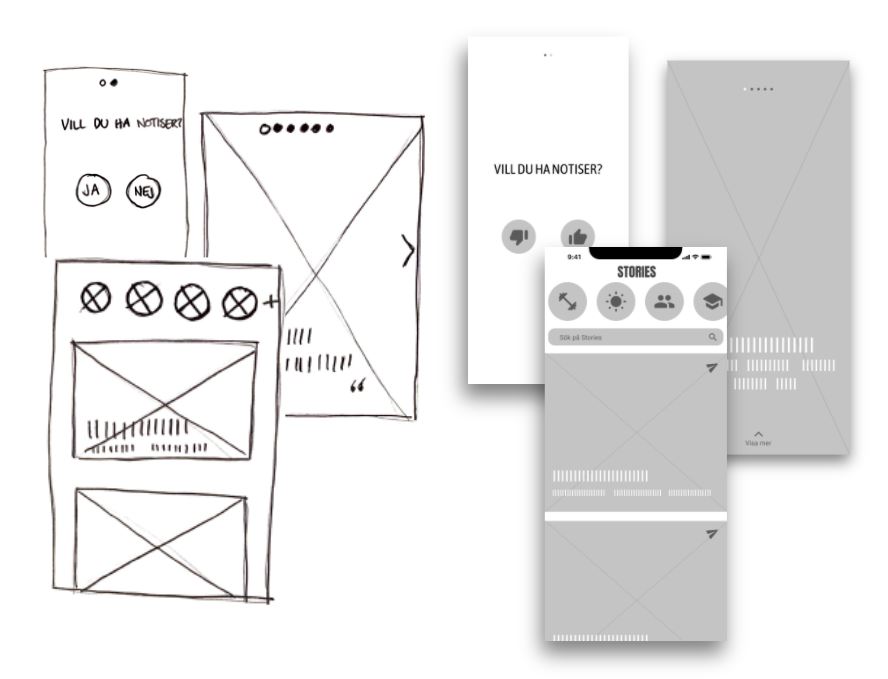 VILL DU HA NOTISER?
JA
NEJ
+
“
VILL DU HA NOTISER?
9:41
STORIES
Sök på Stories
Visa mer